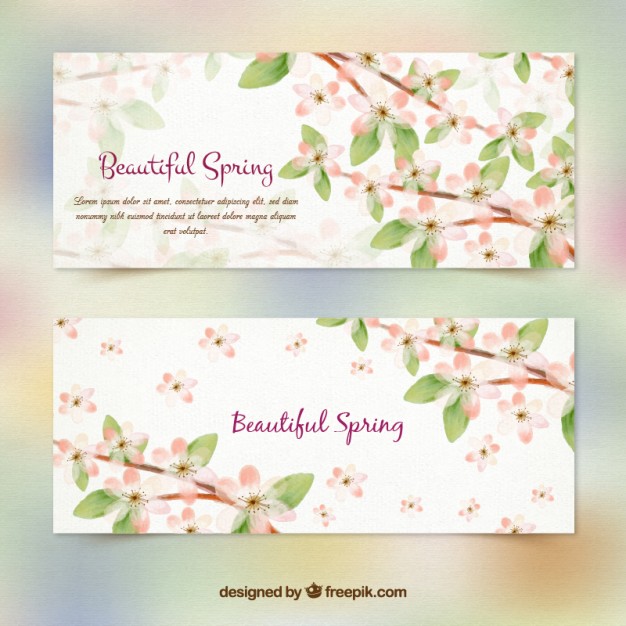 Beautiful Spring
Lorem ipsum dolor sit amet, consectetuer adipiscing elit, sed diam
nonummy nibh euismod tincidunt ut laoreet dolore magna aliquam
erat volutpat.
Beautiful Spring
designed by freepik.com